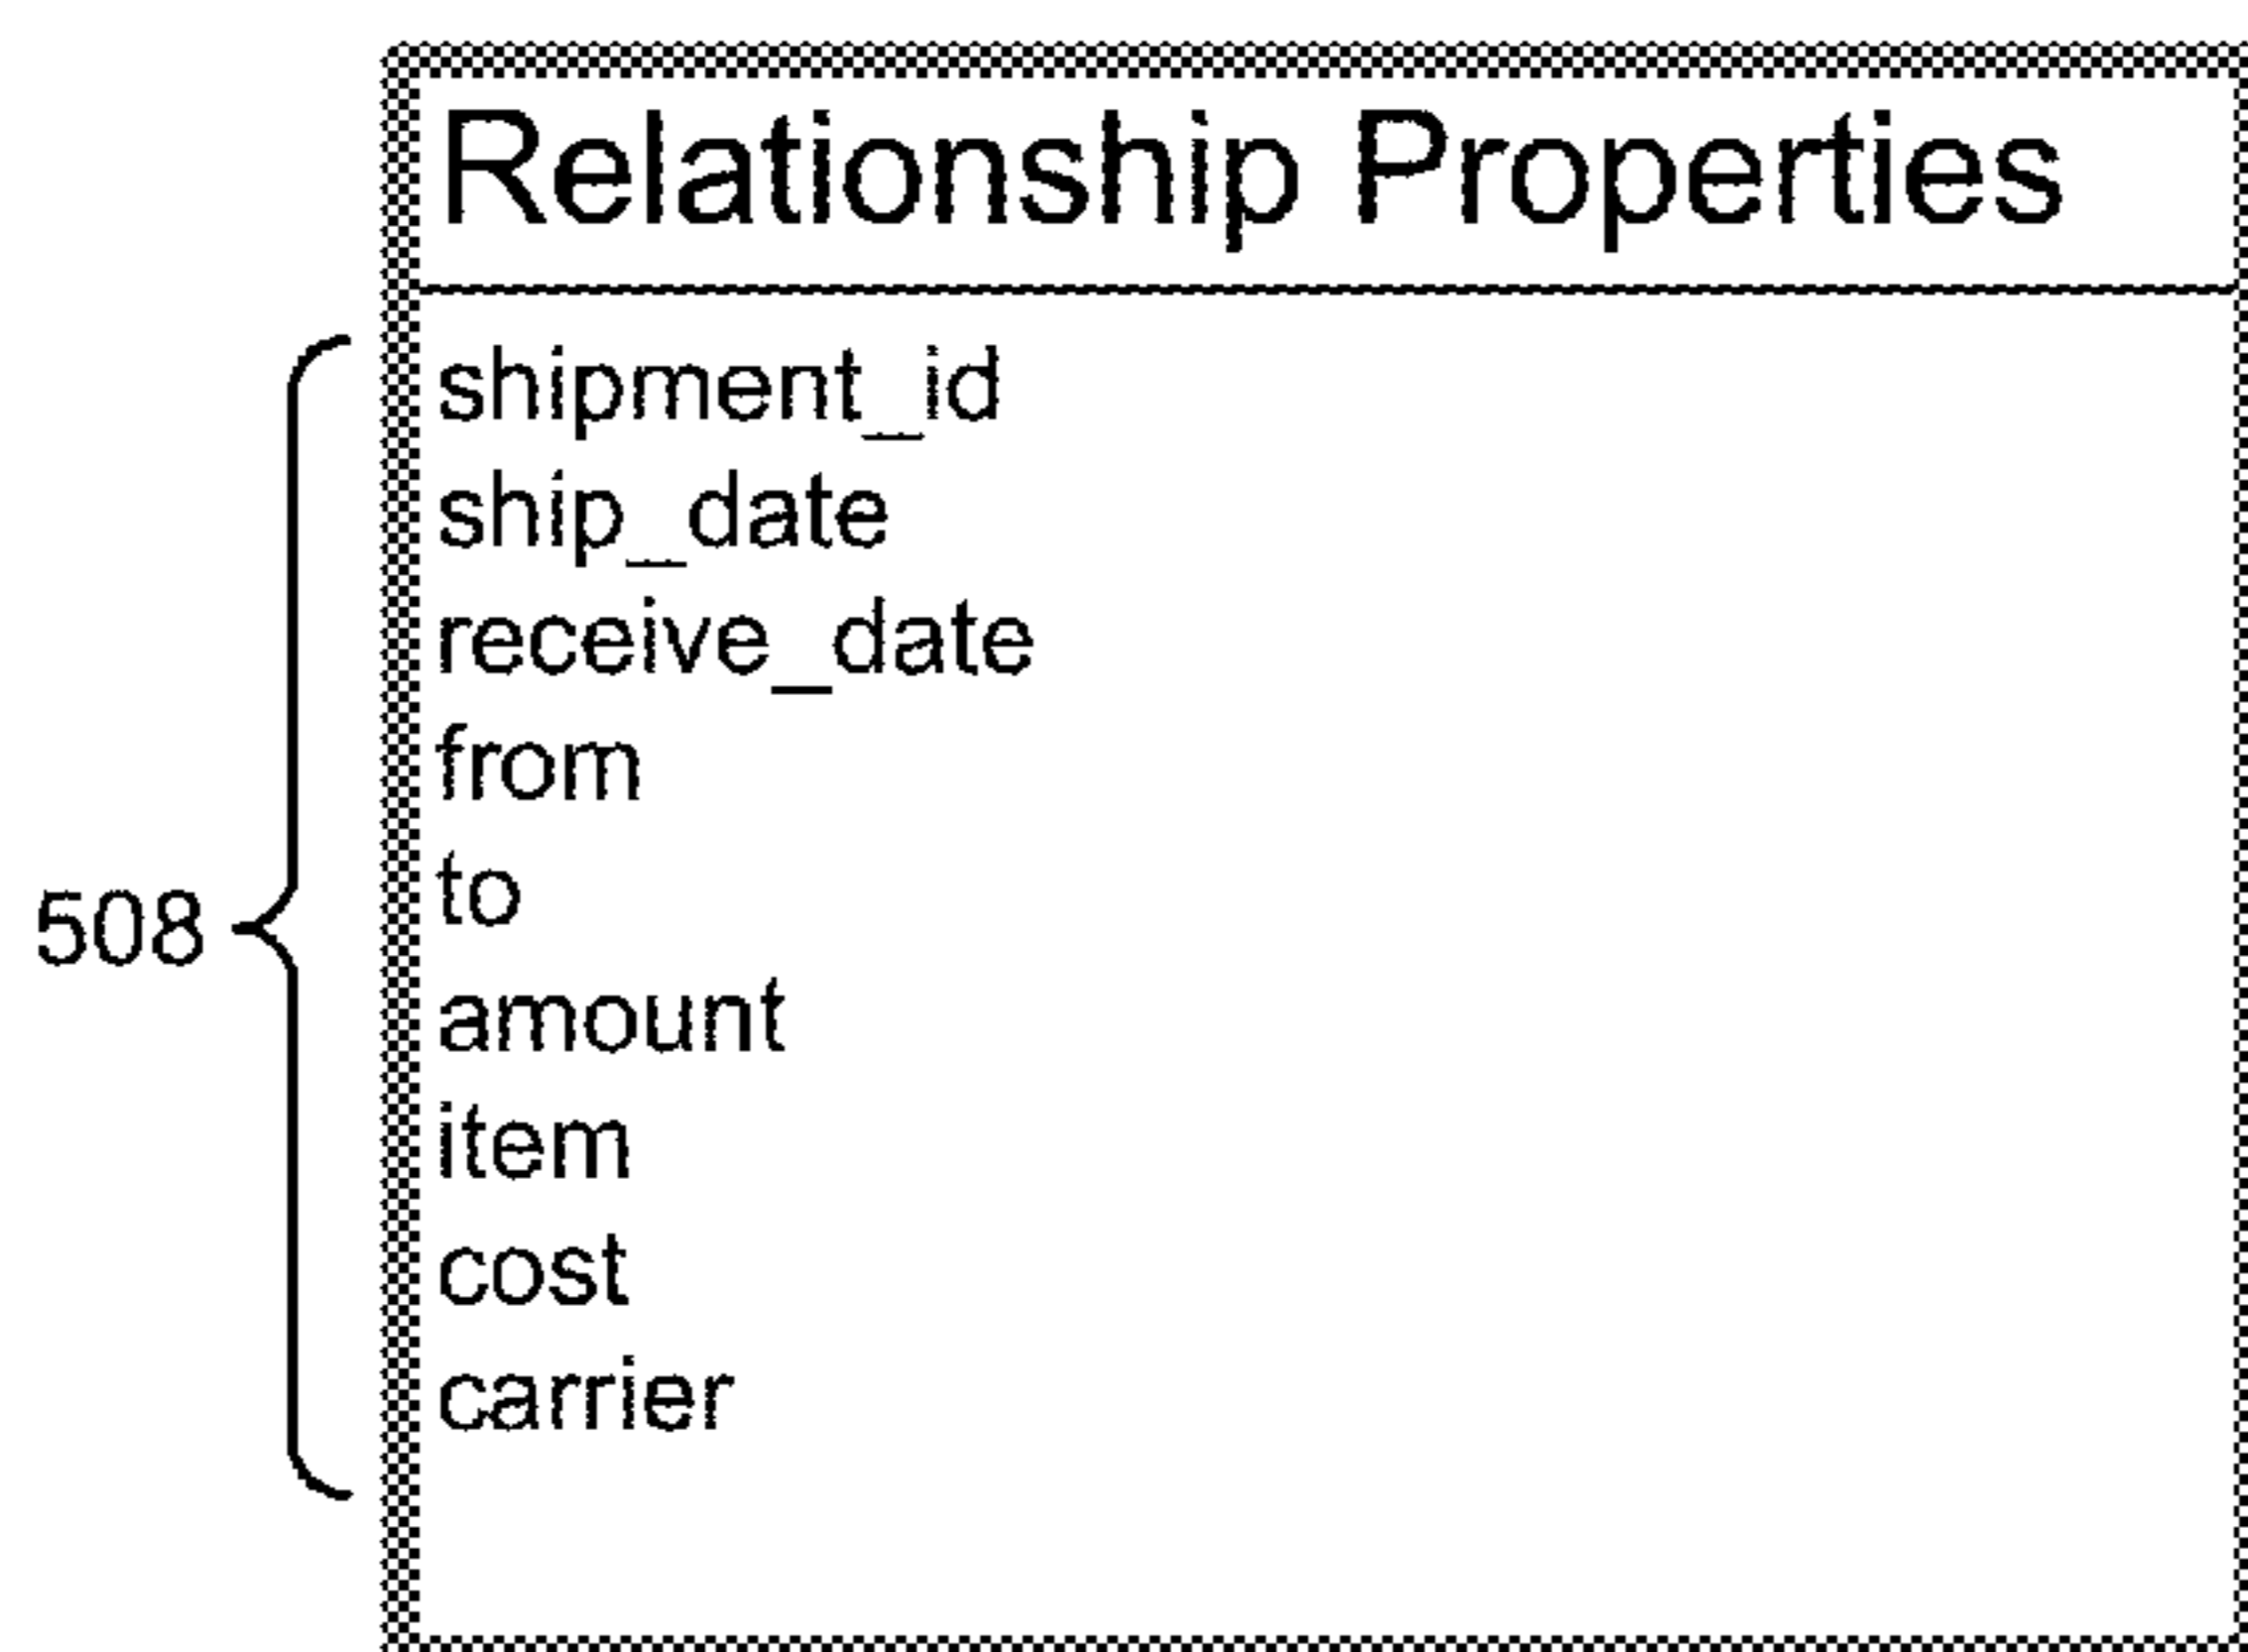 Relationship Properties
shipment_id
ship_date
receive_date
from
to
508
amount
item
cost
carrier